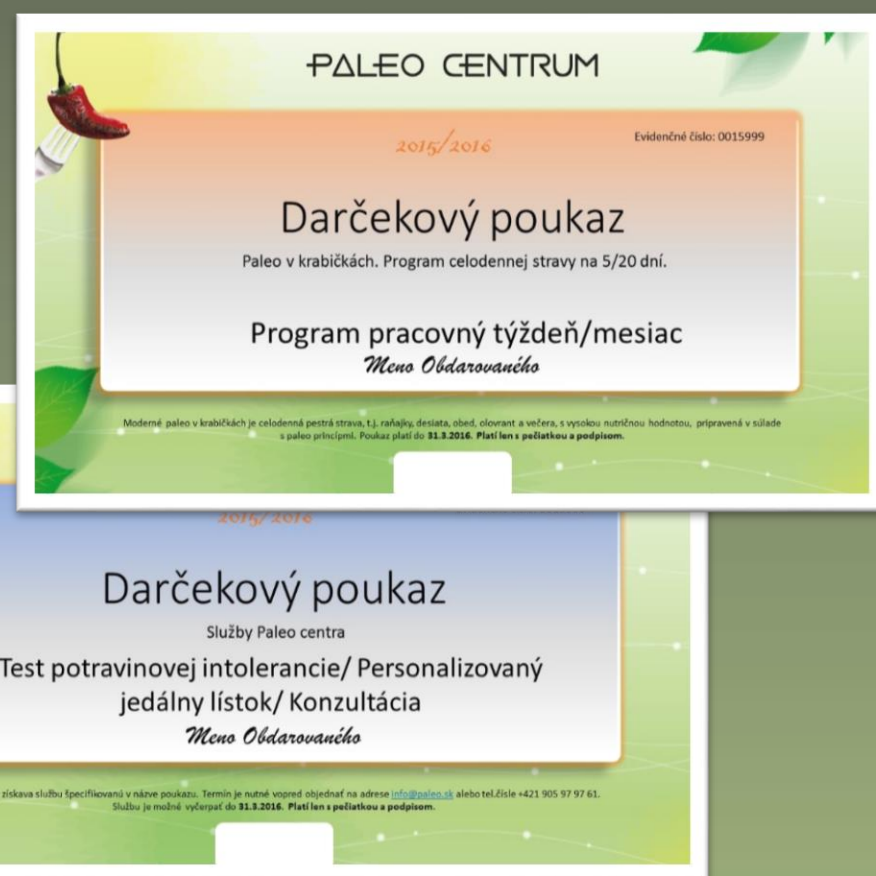 PALEO CENTRUM
2015/2016
Evidenčné číslo: 0015999
Darčekový poukaz
Paleo v krabičkách. Program celodennej stravy na 5/20 dní.
Program pracovný týždeň/mesiac
Meno Obdarovaného
Moderné paleo v krabičkách je celodenná pestrá strava, t.j. raňajky, desiata, obed, olovrant a večera, s vysokou nutričnou hodnotou, pripravená v súlade
s paleo princípmi. Poukaz platí do 31.3.2016. Platí len s pečiatkou a podpisom.
2015/2016
Darčekový poukaz
Služby Paleo centra
Test potravinovej intolerancie/ Personalizovaný
jedálny lístok/ Konzultácia
Meno Obdarovaného
získava službu špecifikovanú v názve poukazu. Termín je nutné vopred objednať na adrese info@paleo.sk alebo tel.čísle +421 905 97 97 61.
Službu je možné vyčerpať do 31.3.2016. Platí len s pečiatkou a podpisom.